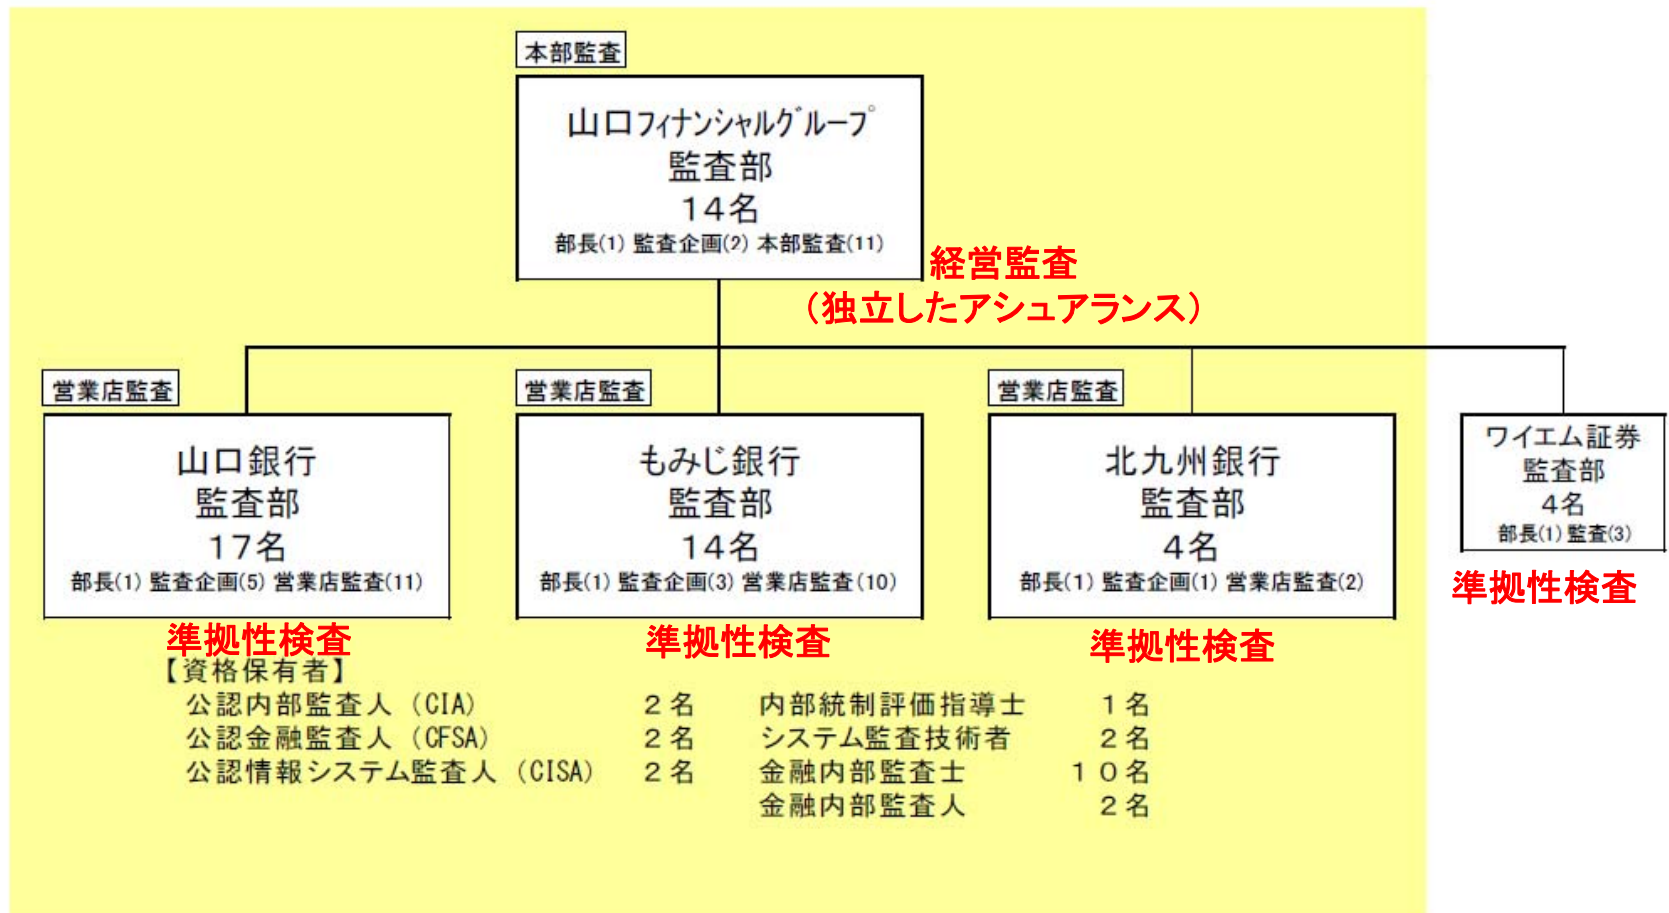 本部監査
山口フィナンシャルグループ
監査部
14名
部長(1) 監査企画(2) 本部監査(11)
経営監査
（独立したアシュアランス）
営業店監査
山口銀行
監査部
17名
部長(1) 監査企画(5) 営業店監査(11)
準拠性検査
営業店監査
もみじ銀行
監査部
14名
部長(1) 監査企画(3) 営業店監査(10)
準拠性検査
営業店監査
北九州銀行
監査部
4名
部長(1) 監査企画(1) 営業店監査(2)
準拠性検査
ワイエム証券
監査部
4名
部長(1) 監査(3)
準拠性検査
【資格保有者】
公認内部監査人（CIA） 2名 内部統制評価指導士 1名
公認金融監査人（CFSA） 2名 システム監査技術者 2名
公認情報システム監査人（CISA） 2名 金融内部監査士 10名
金融内部監査人 2名